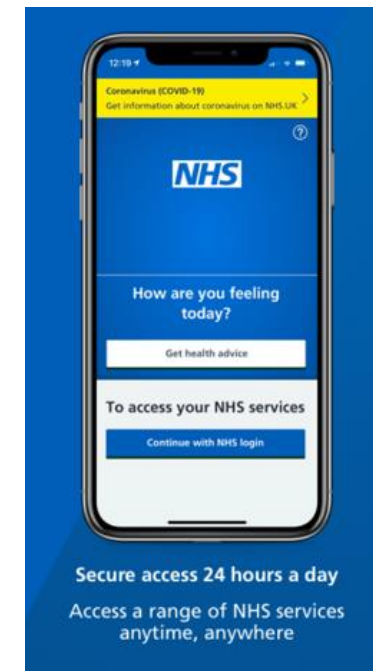 12:19
Coronavirus (COVID-19)
Get information about coronavirus on NHS.UK
NHS
How are you feeling
today?
Get health advice
To access your NHS services
Continue with NHS login
Secure access 24 hours a day
Access a range of NHS services
anytime, anywhere